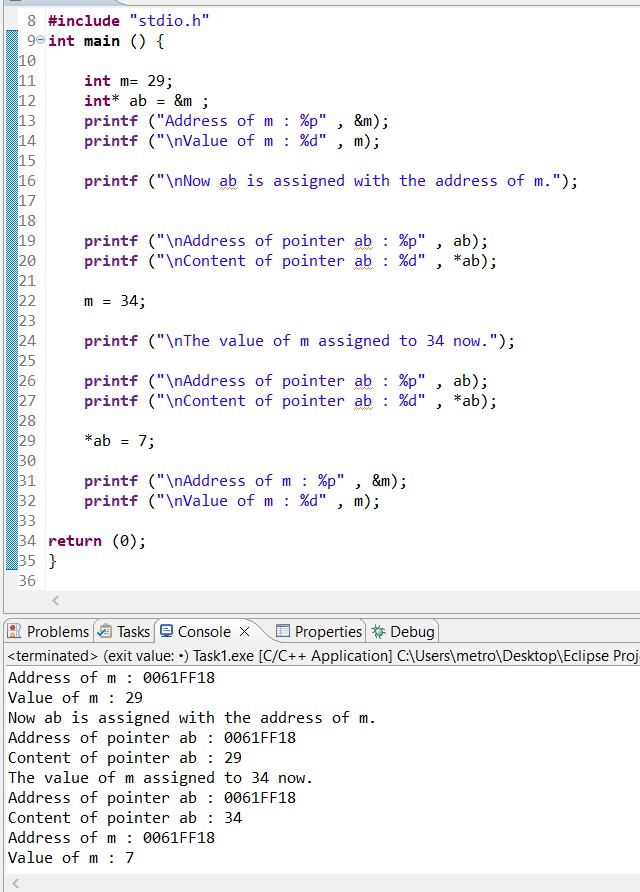 8 #include "stdio.h"
9 int main () {
10
11 int m= 29;
12 int* ab = &m ;
13 printf ("Address of m : %p" , &m);
14 printf ("\nValue of m : %d" , m);
15
16 printf ("\nNow ab is assigned with the address of m.");
17
18
19 printf ("\nAddress of pointer ab : %p" , ab);
20 printf ("\nContent of pointer ab : %d" , *ab);
21
22 m = 34;
23
24 printf ("\nThe value of m assigned to 34 now.");
25
26 printf ("\nAddress of pointer ab : %p" , ab);
27 printf ("\nContent of pointer ab : %d" , *ab);
28
29 *ab = 7;
30
31 printf ("\nAddress of m : %p" , &m);
32 printf ("\nValue of m : %d" , m);
33
34 return (0);
35 }
36
Problems Tasks Console Properties Debug
<terminated> (exit value: •) Task1.exe [C/C++ Application] C:\Users\metro\Desktop\Eclipse Proj
Address of m : 0061FF18
Value of m : 29
Now ab is assigned with the address of m.
Address of pointer ab : 0061FF18
Content of pointer ab : 29
The value of m assigned to 34 now.
Address of pointer ab : 0061FF18
Content of pointer ab : 34
Address of m : 0061FF18
Value of m : 7